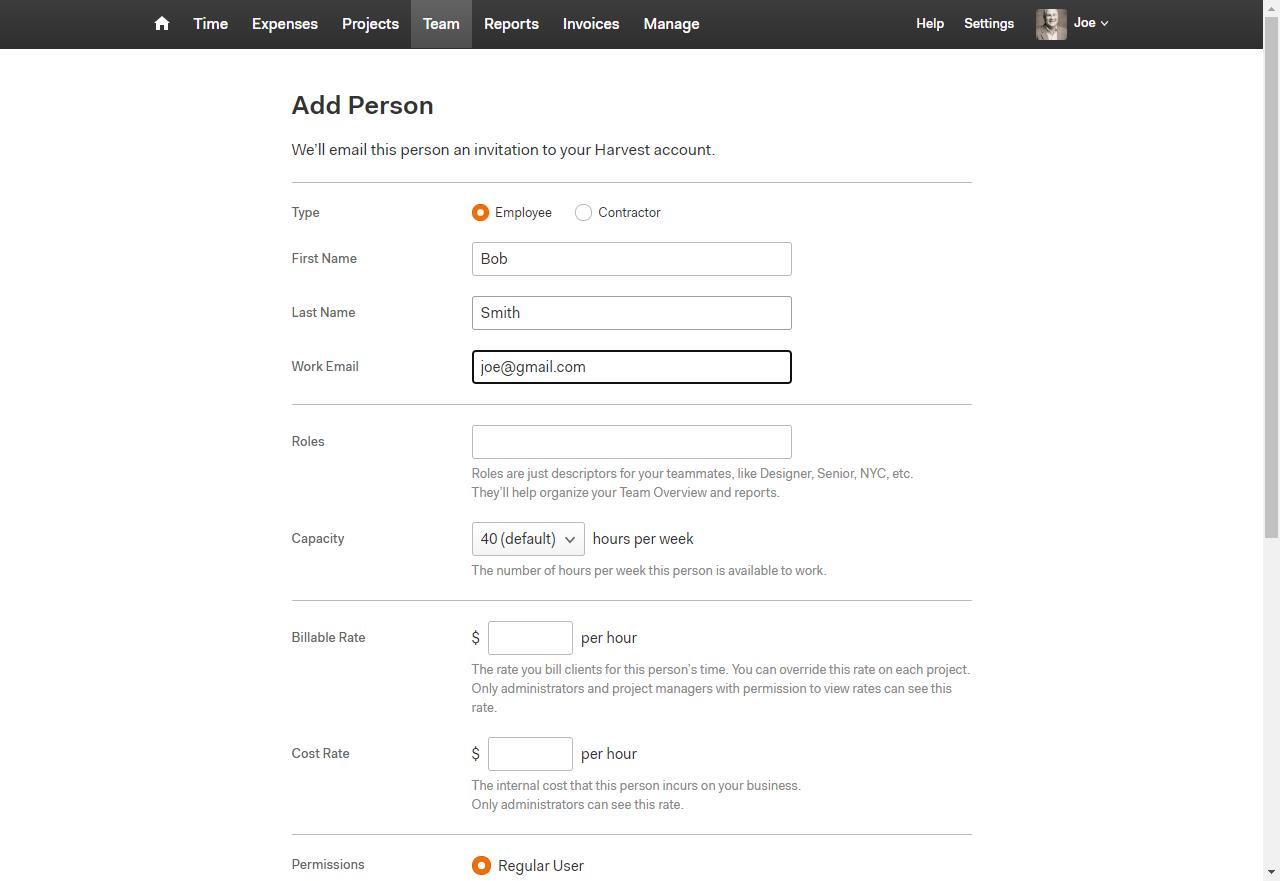 Time Expenses Projects Team Reports Invoices Manage Help Settings Joe
Add Person
We'll email this person an invitation to your Harvest account.
Type Employee Contractor
First Name Bob
Last Name Smith
Work Email joe@gmail.com
Roles
Roles are just descriptors for your teammates, like Designer, Senior, NYC, etc.
They'll help organize your Team Overview and reports.
Capacity 40 (default) hours per week
The number of hours per week this person is available to work.
Billable Rate $ per hour
The rate you bill clients for this person's time. You can override this rate on each project.
Only administrators and project managers with permission to view rates can see this
rate.
Cost Rate $ per hour
The internal cost that this person incurs on your business.
Only administrators can see this rate.
Permissions Regular User